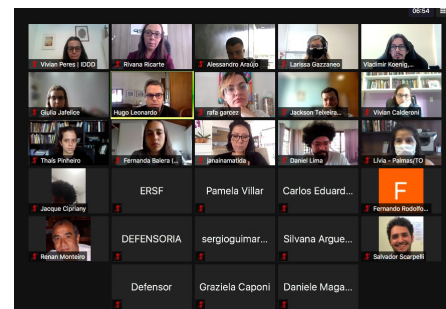 06:54
Vivian Peres | IDDD
Rivana Ricarte
Alessandro Araújo
Larissa Gazzaneo
Vladimir Koenig,...
Giulia Jafelice
Hugo Leonardo
rafa garcez
Jackson Teixeira...
Vivian Calderoni
Thaís Pinheiro
Fernanda Balera (...
janainamatida
Daniel Lima
Lívia - Palmas/TO
Jacque Cipriany
ERSF
Pamela Villar
Carlos Eduard...
F
Fernando Rodolfo...
Renan Monteiro
DEFENSORIA
sergioguimar...
Silvana Argue...
Salvador Scarpelli
Defensor
Graziela Caponi
Daniele Maga...